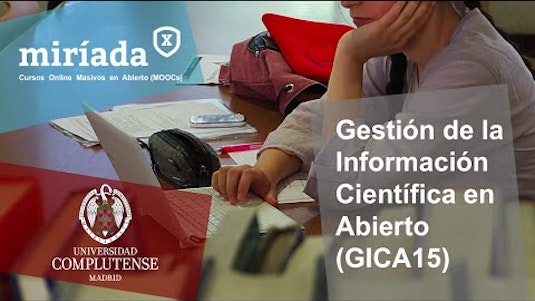 miríada X
Cursos Online Masivos en Abierto (MOOCs)
Gestión de la
Información
Científica en
Abierto
(GICA15)
UNIVERSIDAD
COMPLUTENSE
MADRID